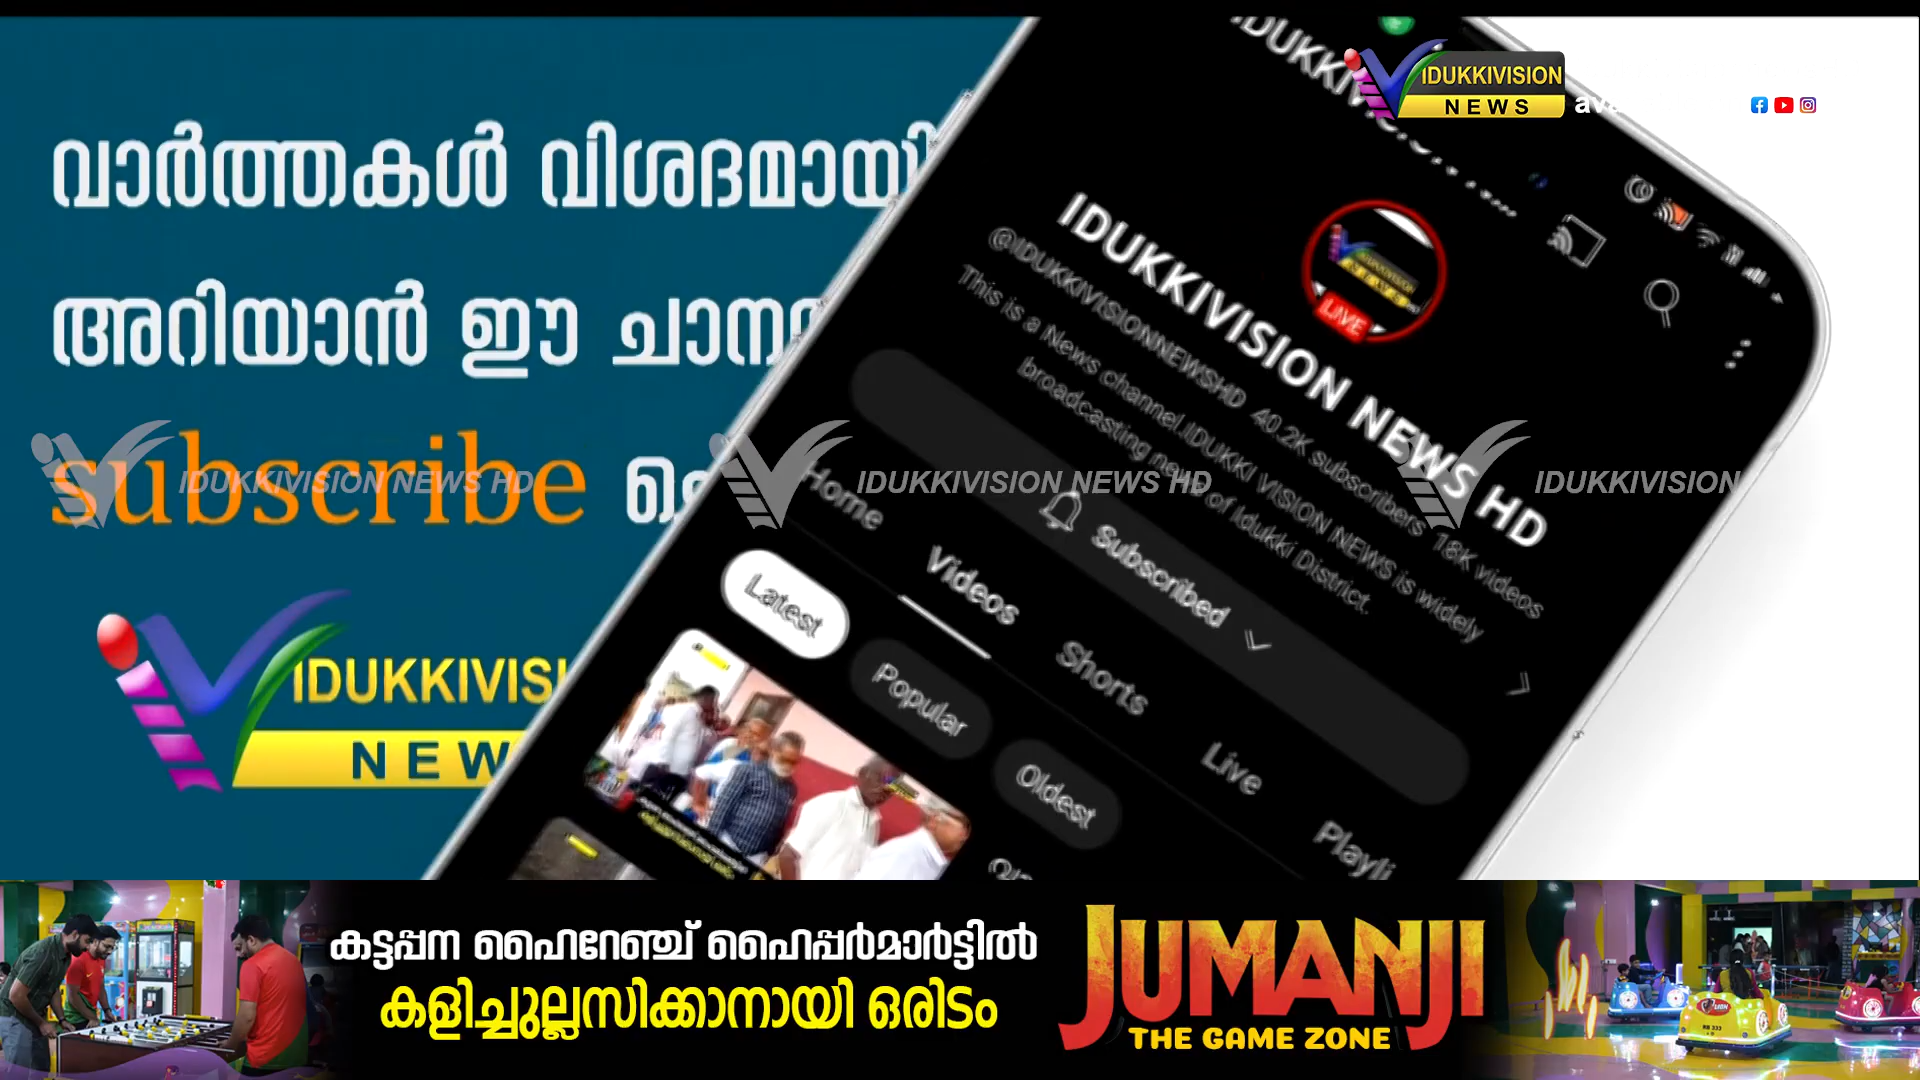 വാർത്തകൾ വിശദമായി
അറിയാൻ ഈ
subscribe
NEWS
IDUKKIVISION
NEWS
IDUKKIVISION NEWS HD
@IDUKKIVISIONNEWSHD 40.2K subscribers 18K videos
This is a News channel.IDUKKI VISION NEWS is widely
broadcasting news of Idukki District.
LIVE
Subscribed
Home
Videos
Shorts
Live
Latest
Popular
Oldest
IDUKKIVISION NEWS HD
IDUKKIVISION NEWS HD
IDUKKIVISION
കട്ടപ്പന ഹൈറേഞ്ച് ഹൈപ്പർമാർട്ടിൽ
കളിച്ചുല്ലസിക്കാനായി ഒരിടം
JUMANJI
THE GAME ZONE